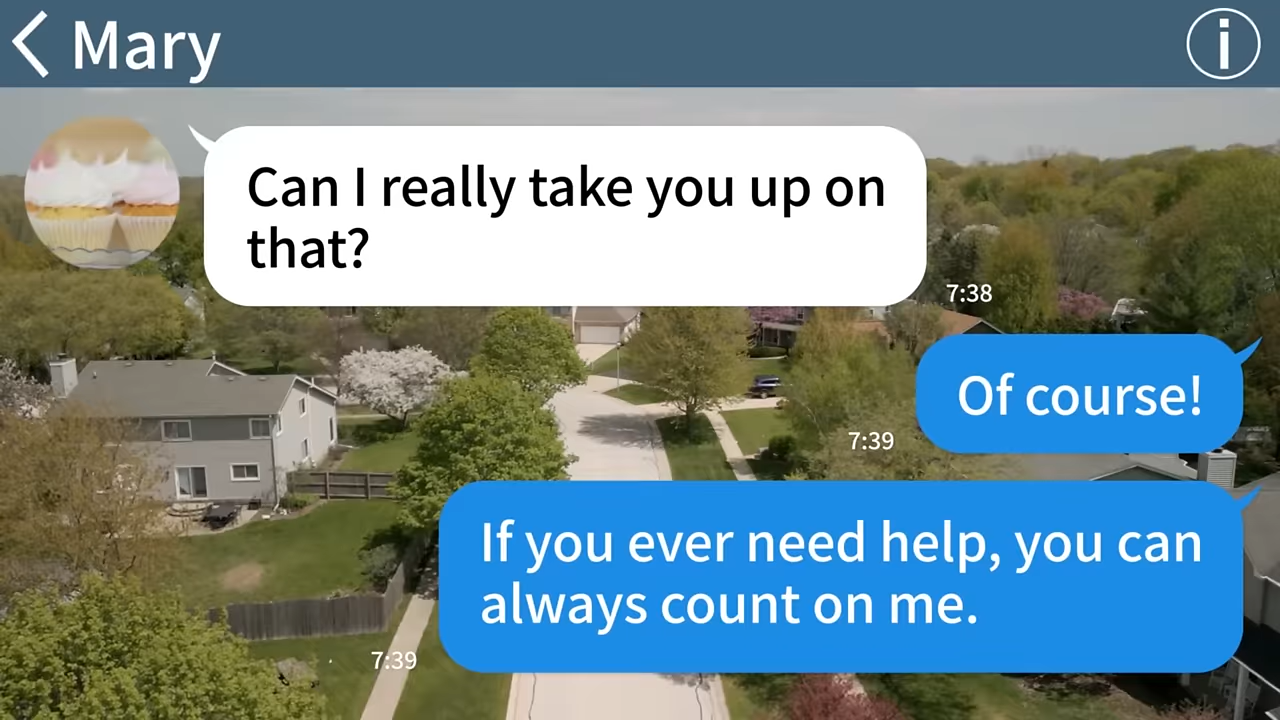 Mary
Can I really take you up on
that?
7:38
Of course!
7:39
If you ever need help, you can
always count on me.
7:39